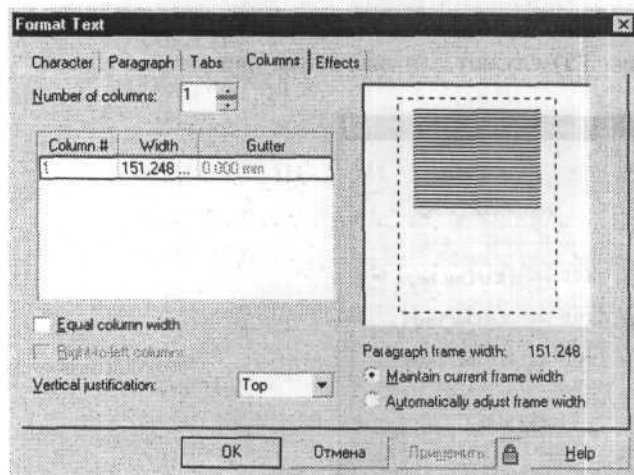 Format Text
Character Paragraph Tabs Columns Effects
Number of columns: 1
Column # Width Gutter
1 151,248 ... 0.000 mm
Equal column width
Right-to-left columns
Vertical justification: Top
Paragraph frame width: 151.248
Maintain current frame width
Automatically adjust frame width
OK Отмена Применить Help